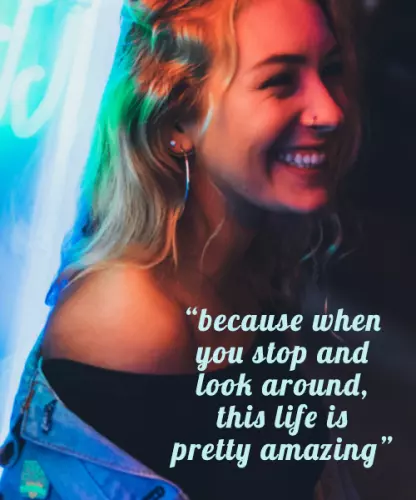 “because when
you stop and
look around,
this life is
pretty amazing”